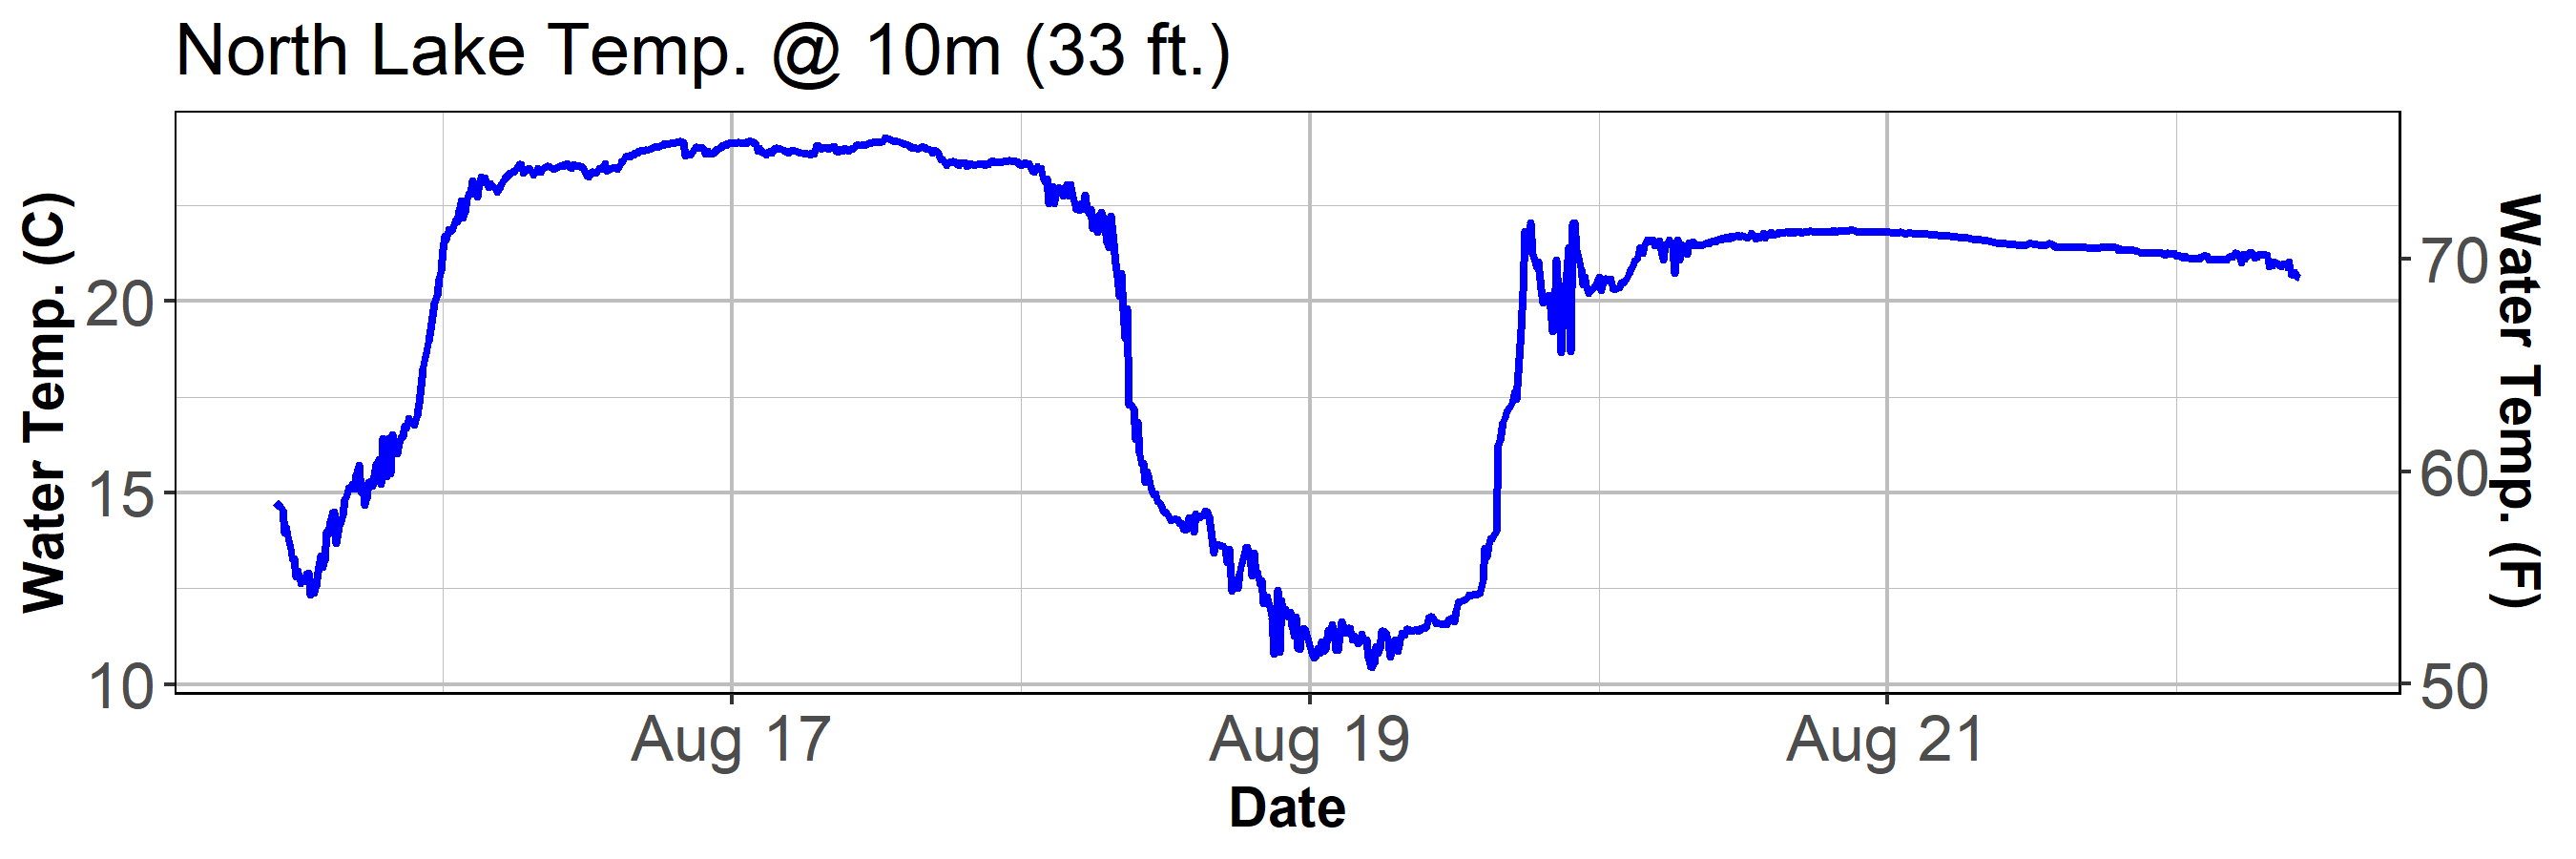 North Lake Temp. @ 10m (33 ft.)
Water Temp. (C)
20
15
10
70
60
50
Water Temp. (F)
Aug 17
Aug 19
Aug 21
Date